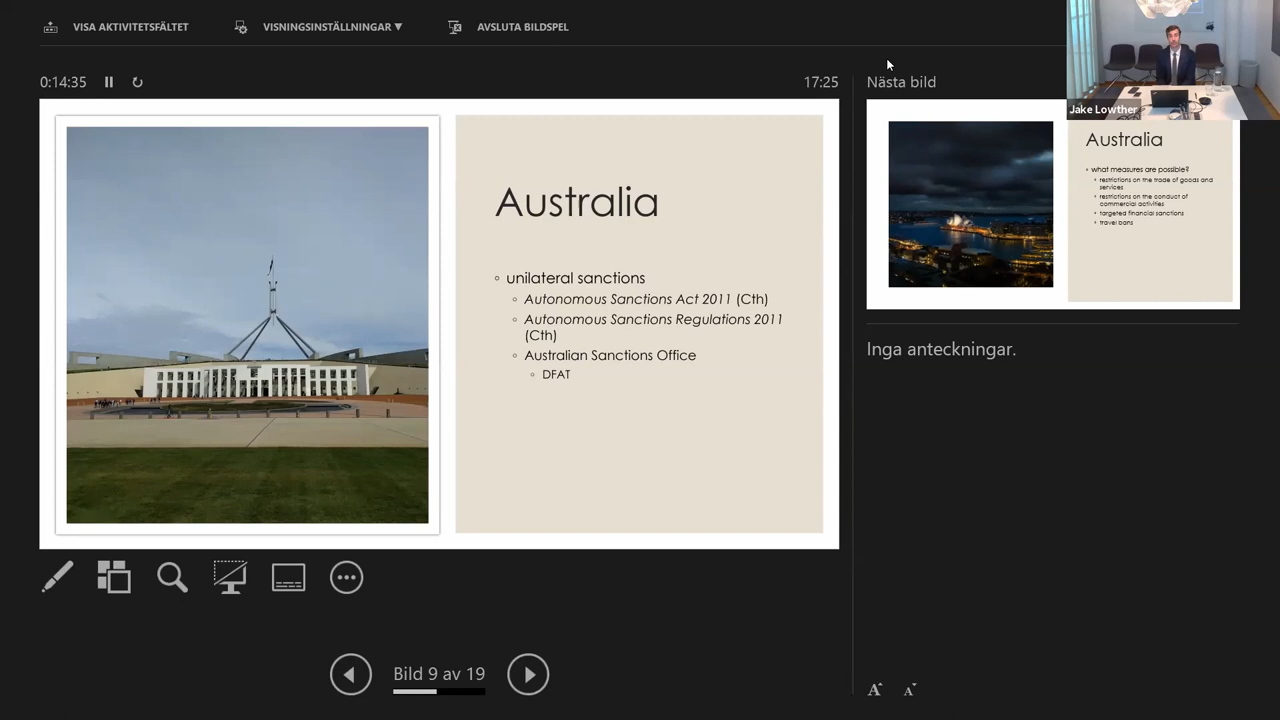 VISA AKTIVITETSFÄLTET
VISNINGSINSTÄLLNINGAR ▼
AVSLUTA BILDSPEL
0:14:35
17:25
Nästa bild
Jake Lowther
Australia
◦ unilateral sanctions
◦ Autonomous Sanctions Act 2011 (Cth)
◦ Autonomous Sanctions Regulations 2011
(Cth)
◦ Australian Sanctions Office
◦ DFAT
Australia
◦ what measures are possible?
◦ restrictions on the trade of goods and
services
◦ restrictions on the conduct of
commercial activities
◦ targeted financial sanctions
◦ travel bans
Inga anteckningar.
Bild 9 av 19
A A